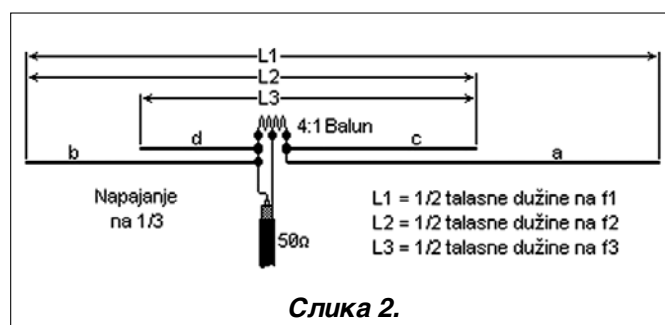 L1
L2
L3
4:1 Balun
d
c
b
a
Napajanje
na 1/3
50Ω
L1 = 1/2 talasne dužine na f1
L2 = 1/2 talasne dužine na f2
L3 = 1/2 talasne dužine na f3
Слика 2.